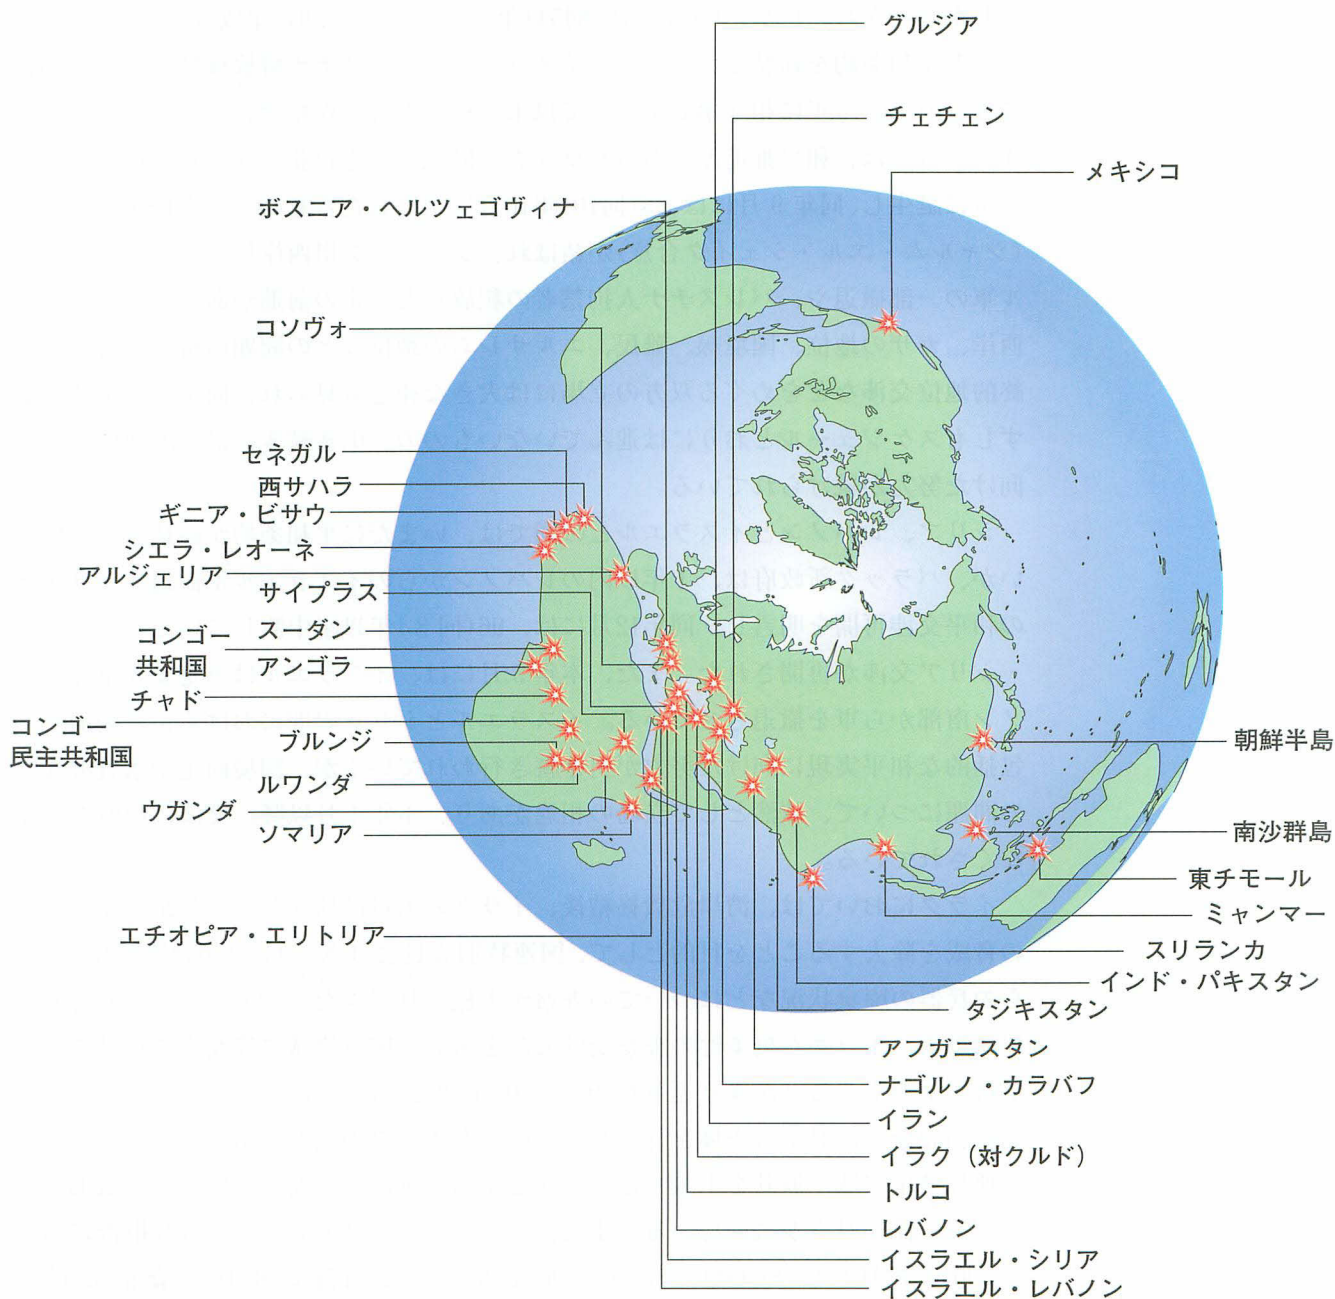 グルジア
チェチェン
メキシコ
ボスニア・ヘルツェゴヴィナ
コソヴォ
セネガル
西サハラ
ギニア・ビサウ
シエラ・レオーネ
アルジェリア
サイプラス
スーダン
コンゴー
共和国
アンゴラ
チャド
コンゴー
民主共和国
ブルンジ
ルワンダ
ウガンダ
ソマリア
エチオピア・エリトリア
朝鮮半島
南沙群島
東チモール
ミャンマー
スリランカ
インド・パキスタン
タジキスタン
アフガニスタン
ナゴルノ・カラバフ
イラン
イラク（対クルド）
トルコ
レバノン
イスラエル・シリア
イスラエル・レバノン